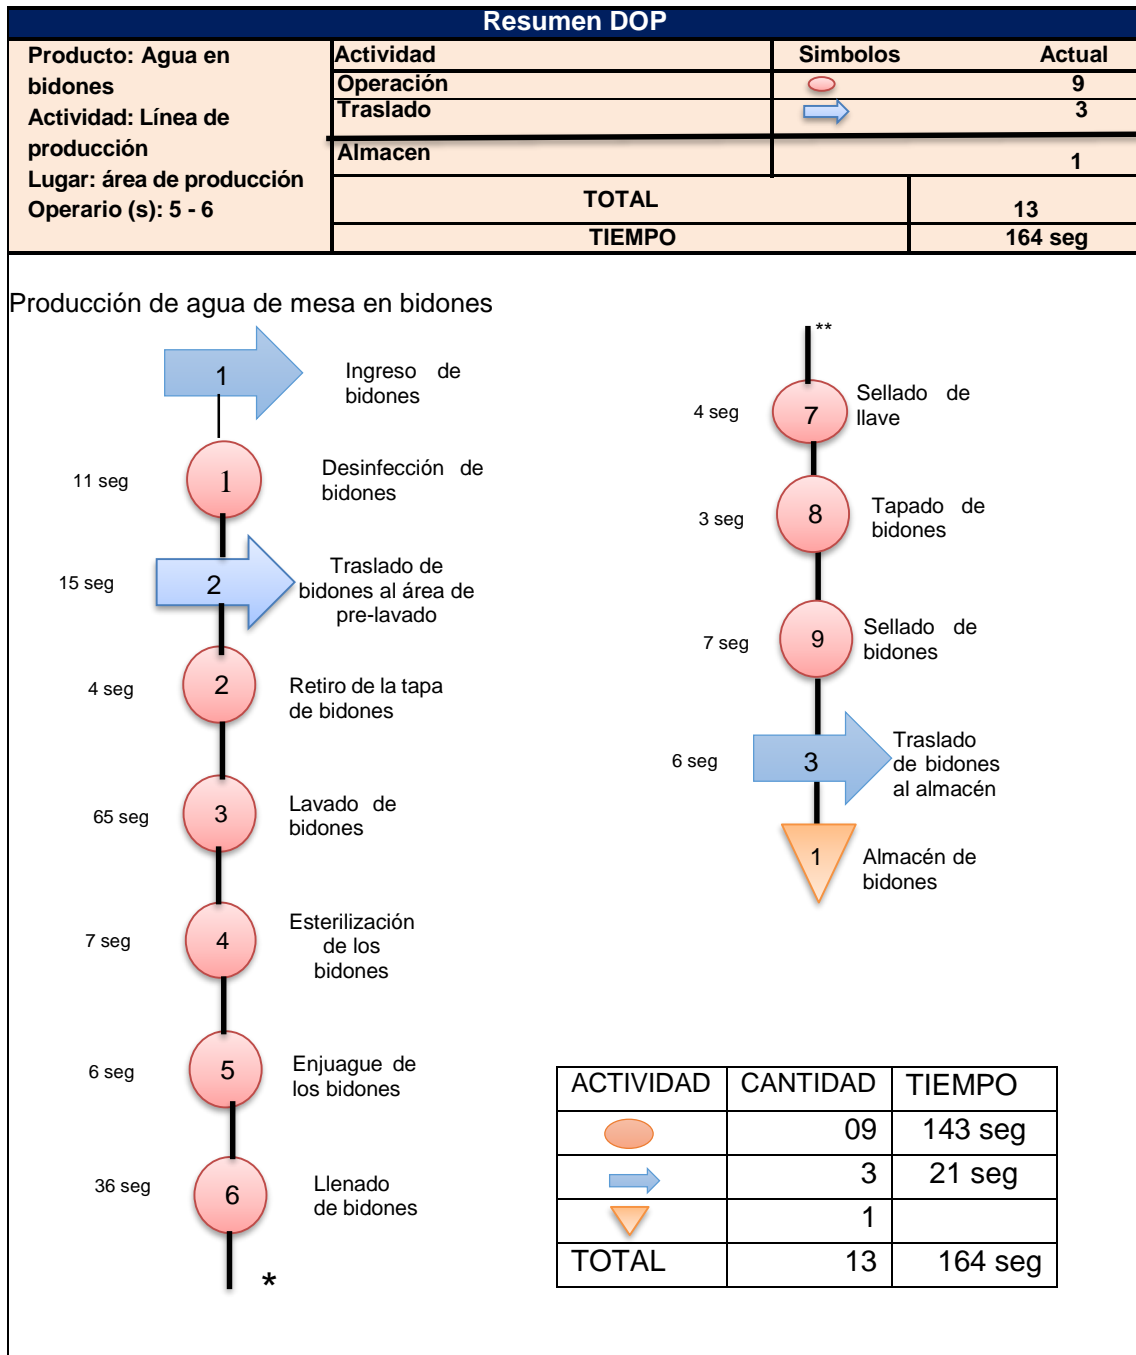 Resumen DOP
Producto: Agua en
bidones
Actividad: Línea de
producción
Lugar: área de producción
Operario (s): 5 - 6
Actividad Simbolos Actual
Operación 9
Traslado 3
Almacen 1
TOTAL 13
TIEMPO 164 seg
Producción de agua de mesa en bidones
1 Ingreso de
bidones
11 seg 1 Desinfección de
bidones
15 seg 2 Traslado de
bidones al área de
pre-lavado
4 seg 2 Retiro de la tapa
de bidones
65 seg 3 Lavado de
bidones
7 seg 4 Esterilización
de los
bidones
6 seg 5 Enjuague de
los bidones
36 seg 6 Llenado
de bidones
*
**
4 seg 7 Sellado de
llave
3 seg 8 Tapado de
bidones
7 seg 9 Sellado de
bidones
6 seg 3 Traslado
de bidones
al almacén
1 Almacén de
bidones
ACTIVIDAD CANTIDAD TIEMPO
09 143 seg
3 21 seg
1
TOTAL 13 164 seg